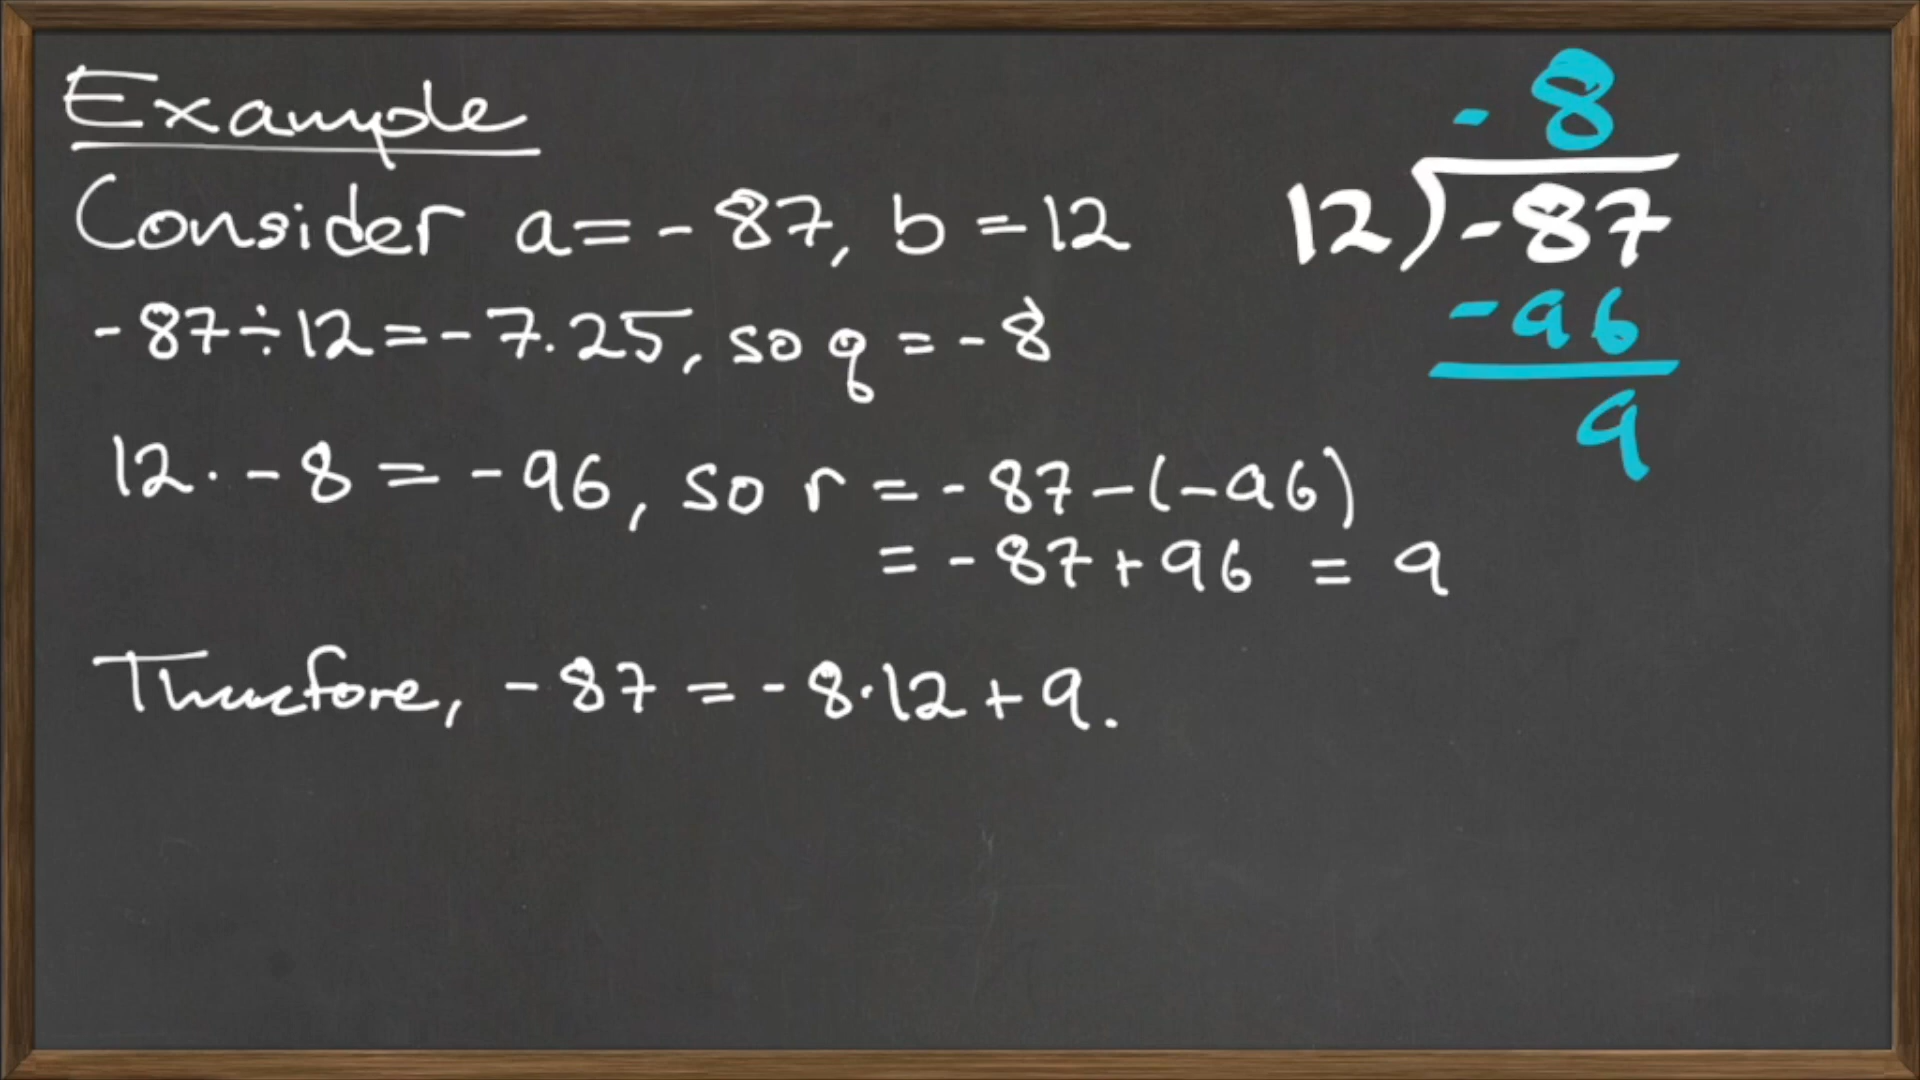 Example
Consider a = -87, b = 12
-87 ÷ 12 = -7.25, so q = -8
12 · -8 = -96, so r = -87 - (-96)
= -87 + 96 = 9
Therefore, -87 = -8·12 + 9.
-8
12)-87
-96
9